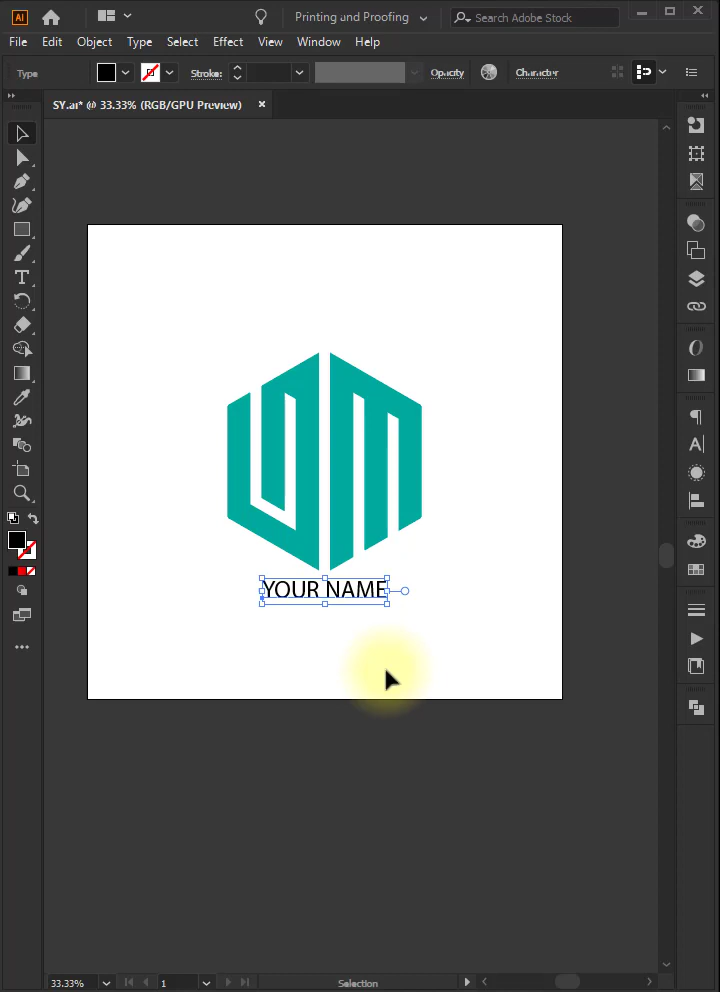 Ai
Printing and Proofing
Search Adobe Stock
File Edit Object Type Select Effect View Window Help
Type
Stroke:
Opacity
Character
SY.ai* @ 33.33% (RGB/GPU Preview) ×
YOUR NAME
33.33%
1
Selection